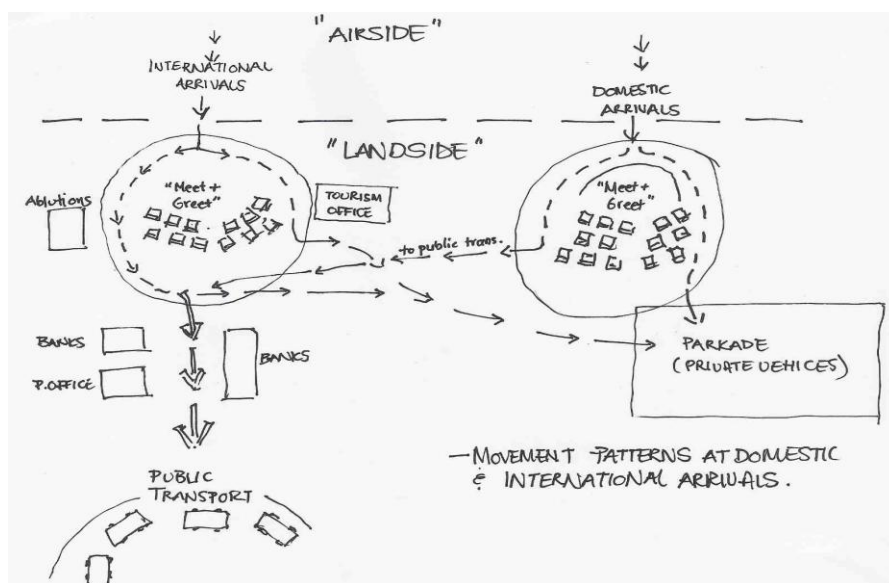 "AIRSIDE"
INTERNATIONAL
ARRIVALS
DOMESTIC
ARRIVALS
"LANDSIDE"
"Meet +
Greet"
"Meet +
Greet"
Ablutions
TOURISM
OFFICE
to public trans.
BANKS
BANKS
P.OFFICE
PARKADE
(PRIVATE VEHICLES)
PUBLIC
TRANSPORT
- MOVEMENT PATTERNS AT DOMESTIC
& INTERNATIONAL ARRIVALS.